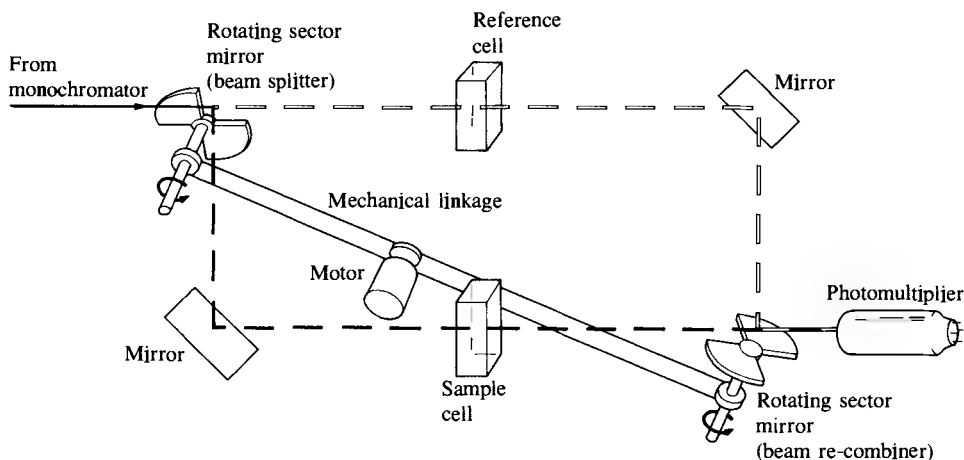 From
monochromator
Rotating sector
mirror
(beam splitter)
Reference
cell
Mirror
Mechanical linkage
Motor
Photomultiplier
Mirror
Sample
cell
Rotating sector
mirror
(beam re-combiner)